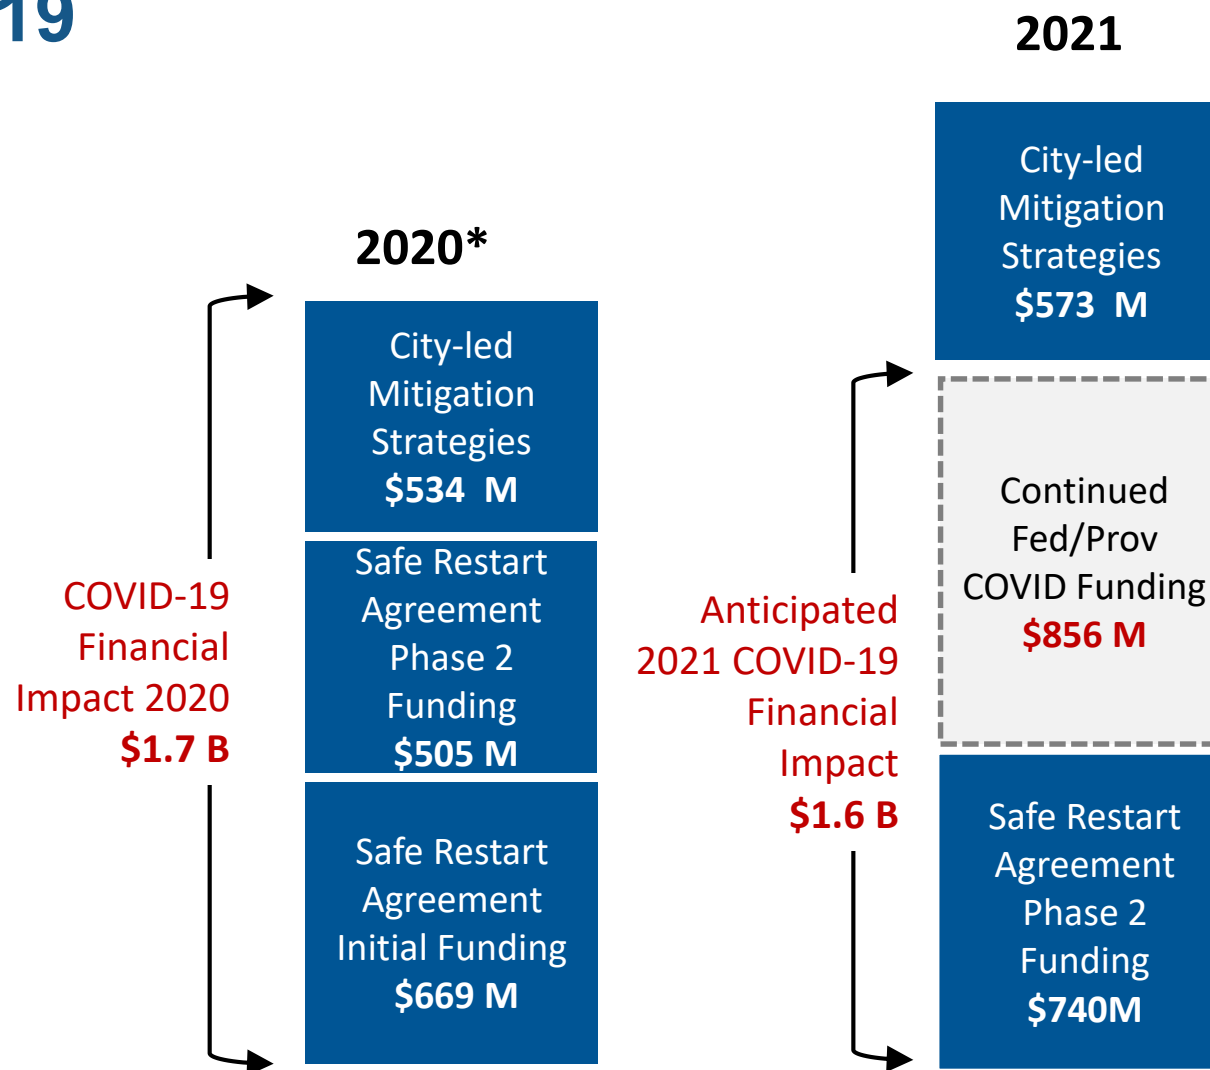 19
2021
2020*
City-led
Mitigation
Strategies
$573 M
City-led
Mitigation
Strategies
$534 M
Safe Restart
Agreement
Phase 2
Funding
$505 M
Safe Restart
Agreement
Initial Funding
$669 M
COVID-19
Financial
Impact 2020
$1.7 B
Continued
Fed/Prov
COVID Funding
$856 M
Anticipated
2021 COVID-19
Financial
Impact
$1.6 B
Safe Restart
Agreement
Phase 2
Funding
$740M